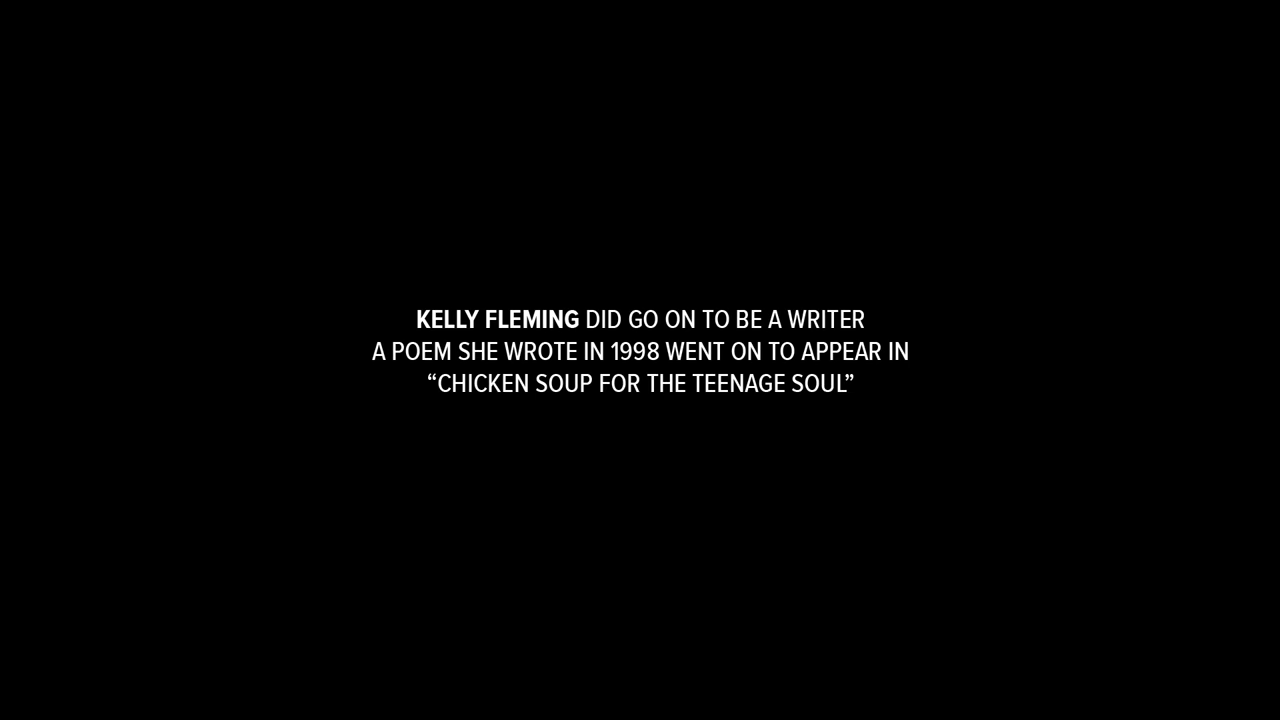 KELLY FLEMING DID GO ON TO BE A WRITER
A POEM SHE WROTE IN 1998 WENT ON TO APPEAR IN
“CHICKEN SOUP FOR THE TEENAGE SOUL”